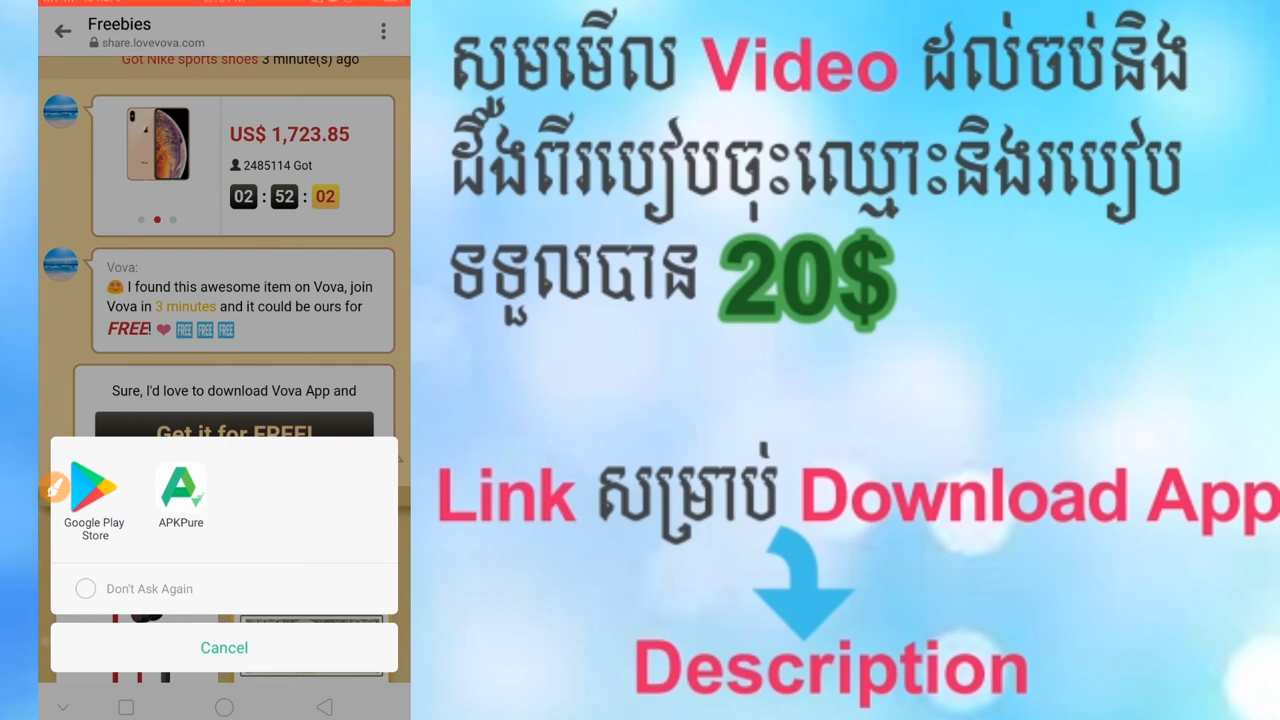 Freebies
share.lovevova.com
Got Nike sports shoes 3 minute(s) ago
US$ 1,723.85
2485114 Got
02 : 52 : 02
Vova:
I found this awesome item on Vova, join
Vova in 3 minutes and it could be ours for
FREE! FREE FREE FREE
Sure, I'd love to download Vova App and
Get it for FREE!
Google Play
Store
APKPure
Don't Ask Again
Cancel
សូមមើល Video ដល់ចប់និង
ដឹងពីរបៀបចុះឈ្មោះនិងរបៀប
ទទួលបាន 20$
Link សម្រាប់ Download App
Description